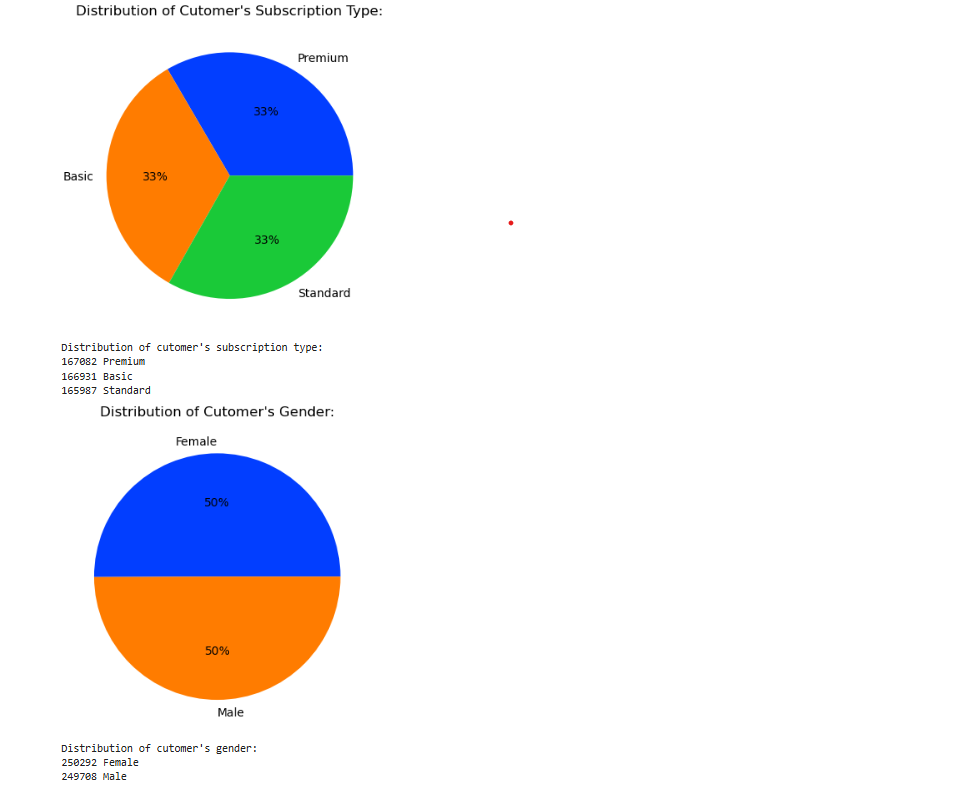 Distribution of Cutomer's Subscription Type:
Premium
33%
Basic
33%
33%
Standard
Distribution of cutomer's subscription type:
167082 Premium
166931 Basic
165987 Standard
Distribution of Cutomer's Gender:
Female
50%
50%
Male
Distribution of cutomer's gender:
250292 Female
249708 Male